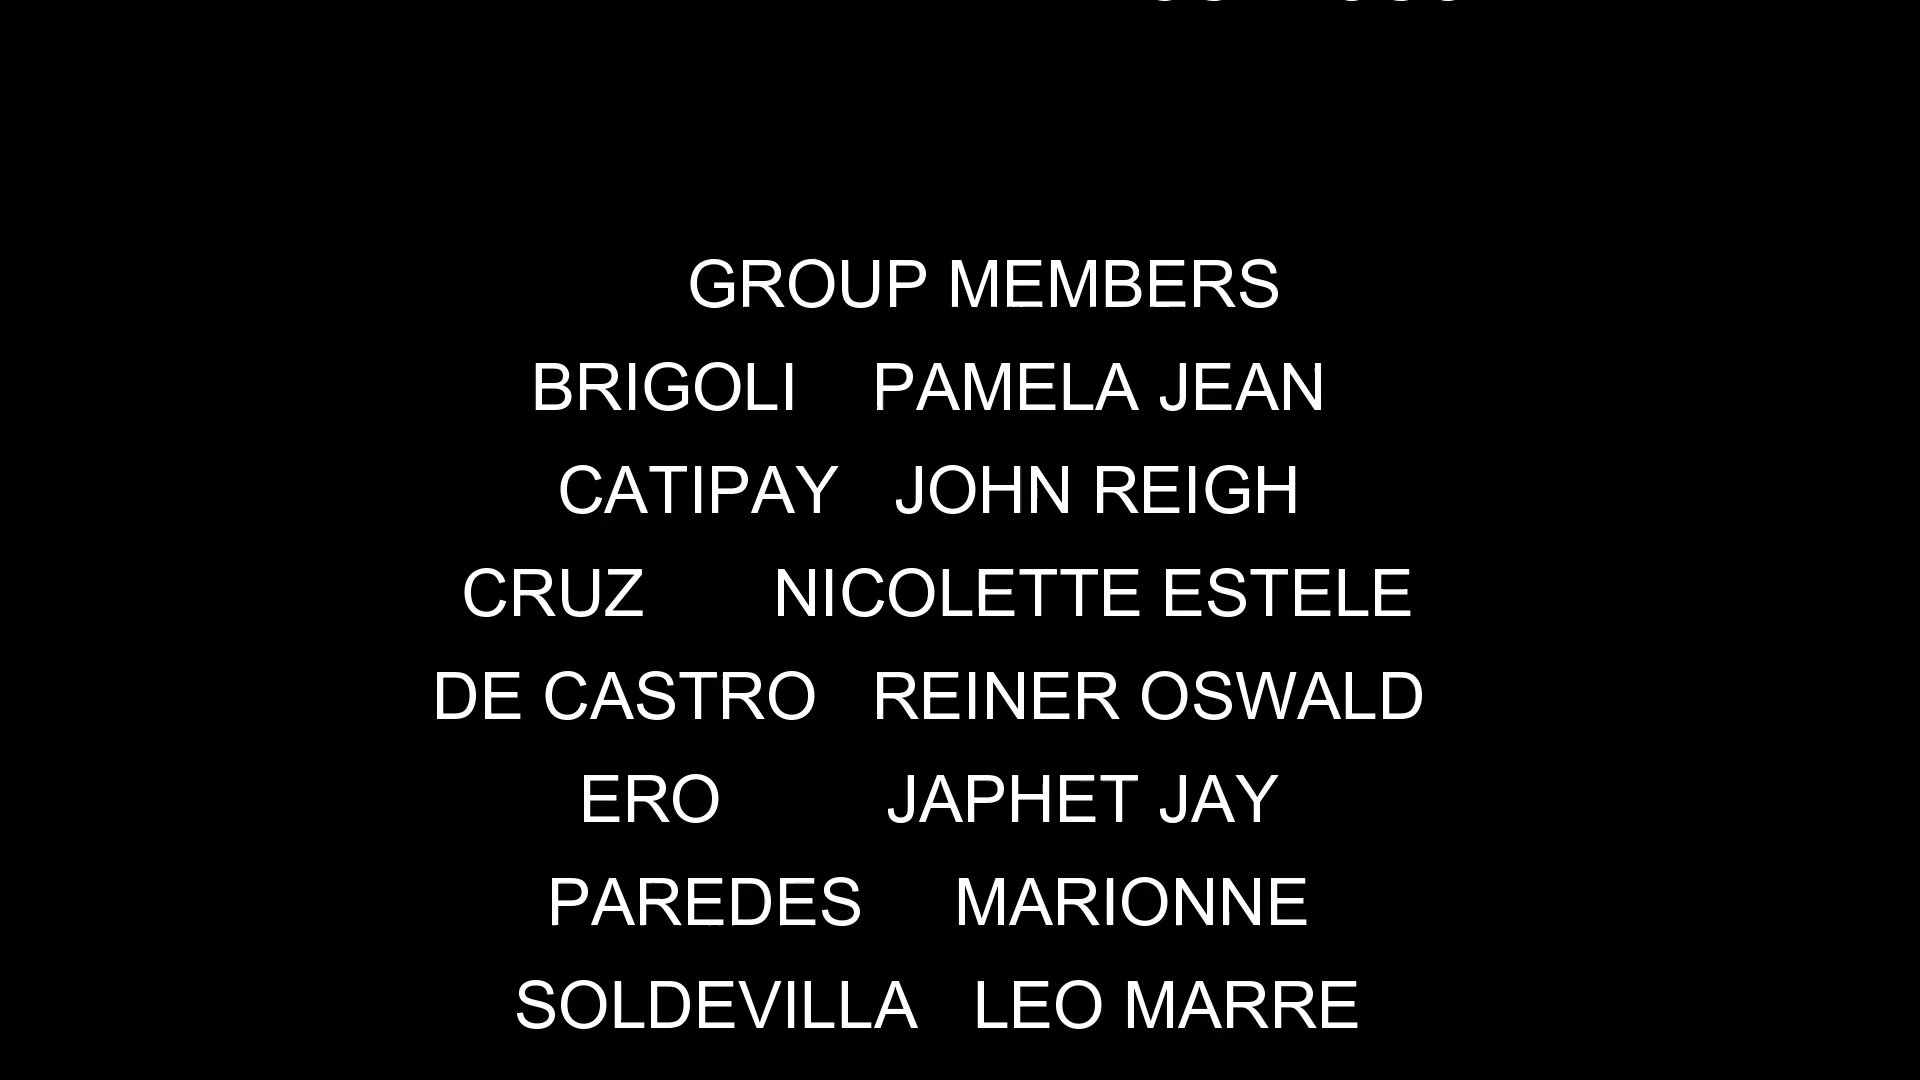 GROUP MEMBERS
BRIGOLI PAMELA JEAN
CATIPAY JOHN REIGH
CRUZ NICOLETTE ESTELE
DE CASTRO REINER OSWALD
ERO JAPHET JAY
PAREDES MARIONNE
SOLDEVILLA LEO MARRE